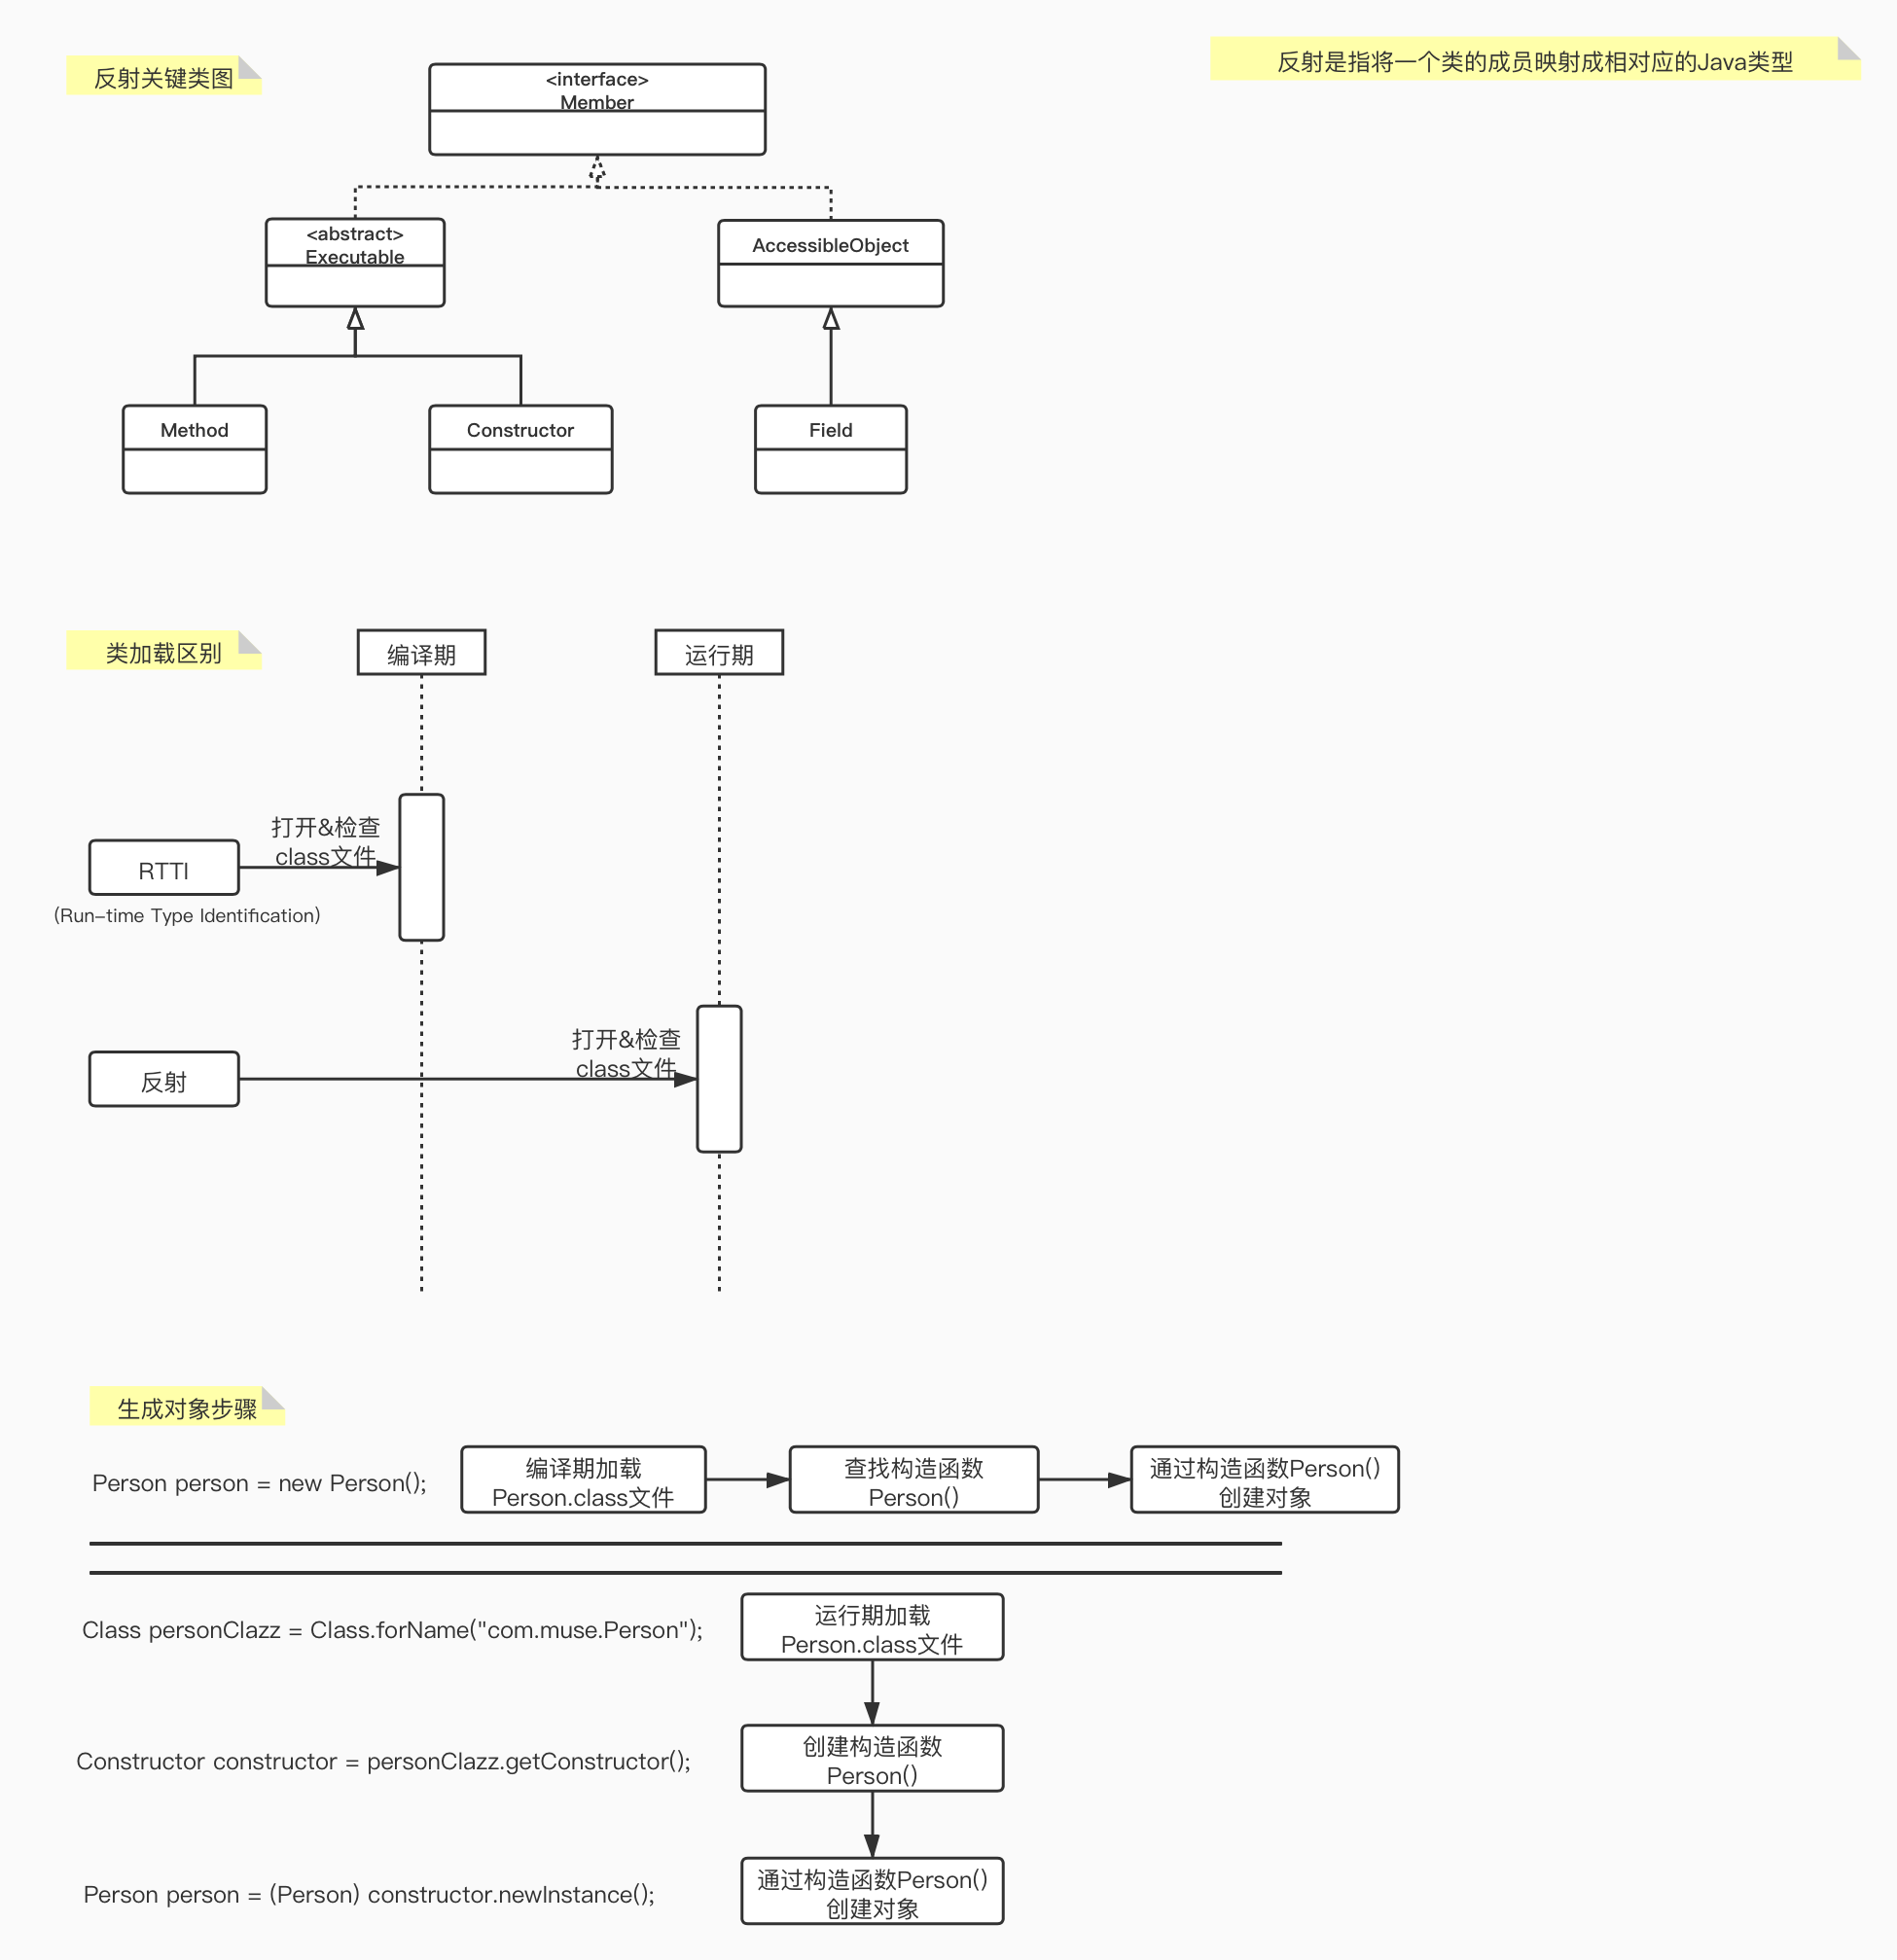 反射关键类图
反射是指将一个类的成员映射成相对应的Java类型
<interface>
Member
<abstract>
Executable
AccessibleObject
Method
Constructor
Field
类加载区别
编译期
运行期
打开&检查
class文件
RTTI
(Run-time Type Identification)
打开&检查
class文件
反射
生成对象步骤
Person person = new Person();
编译期加载
Person.class文件
查找构造函数
Person()
通过构造函数Person()
创建对象
Class personClazz = Class.forName("com.muse.Person");
运行期加载
Person.class文件
Constructor constructor = personClazz.getConstructor();
创建构造函数
Person()
Person person = (Person) constructor.newInstance();
通过构造函数Person()
创建对象